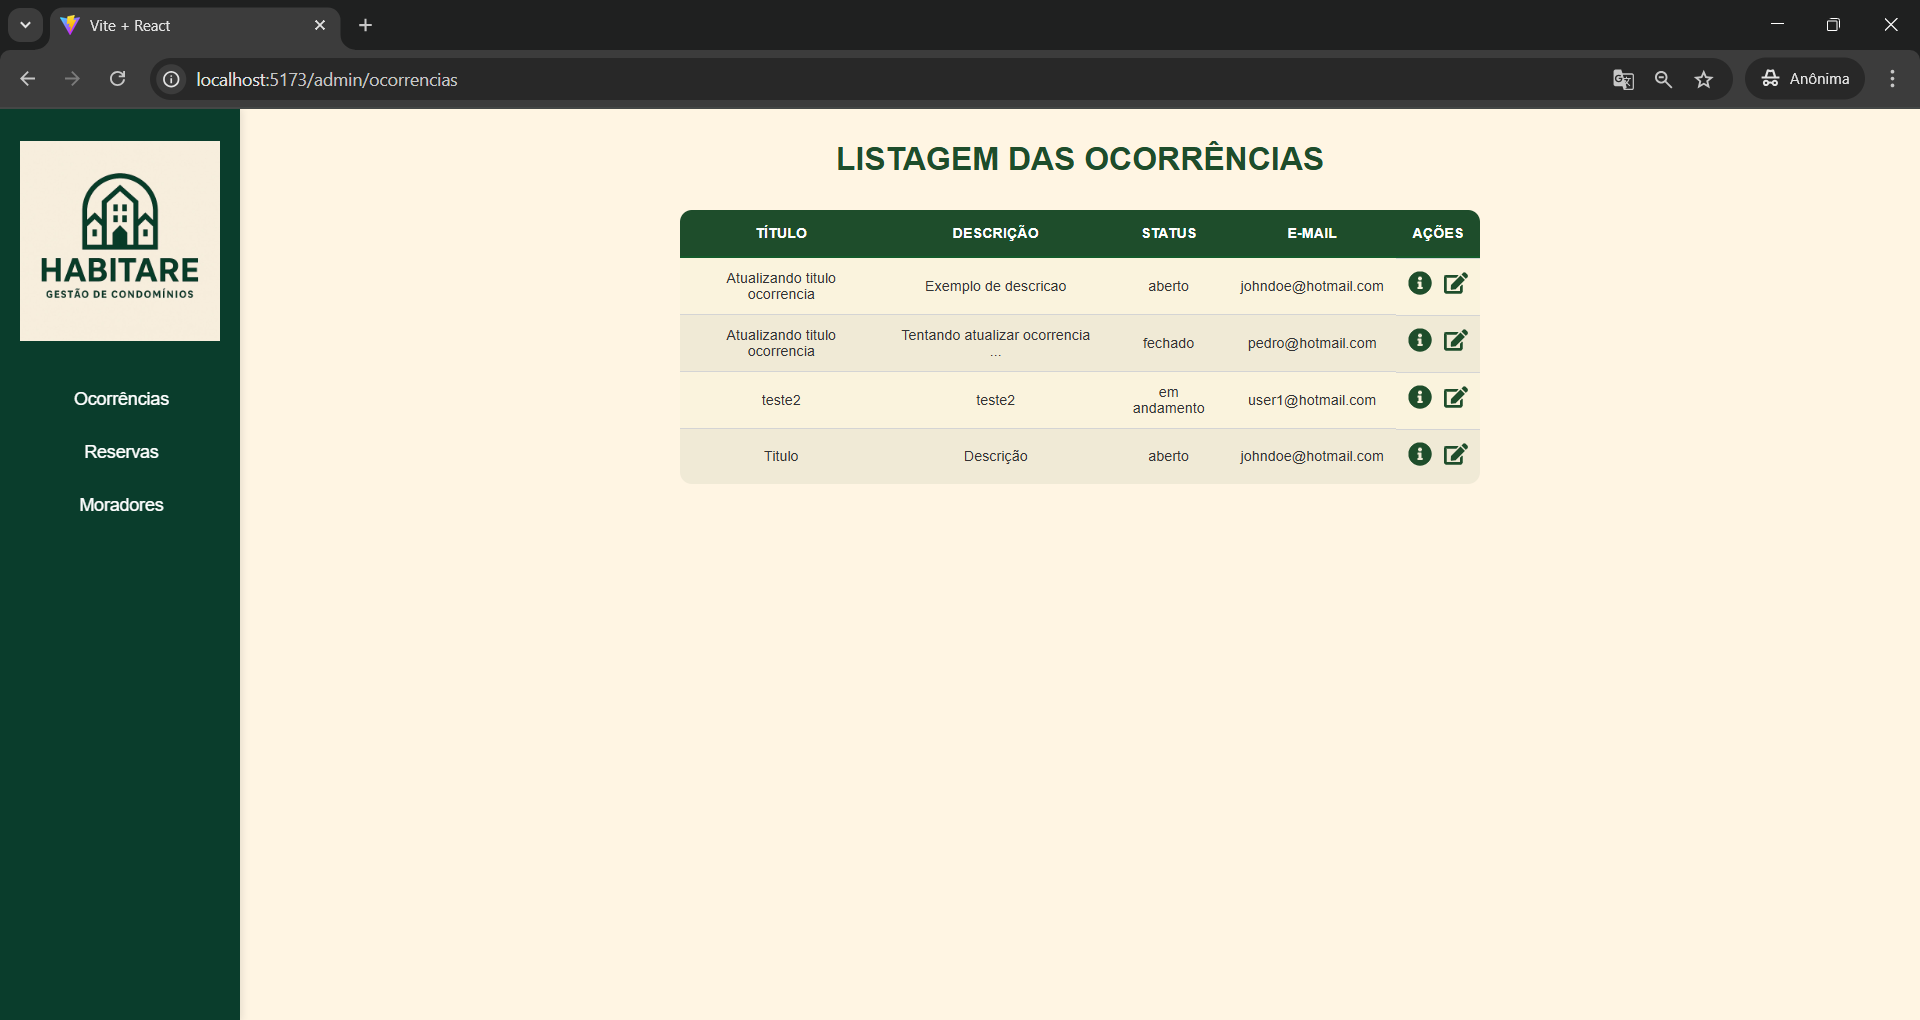 Vite + React
localhost:5173/admin/ocorrencias
Anônima
HABITARE
GESTÃO DE CONDOMÍNIOS
Ocorrências
Reservas
Moradores
LISTAGEM DAS OCORRÊNCIAS
TÍTULO DESCRIÇÃO STATUS E-MAIL AÇÕES
Atualizando titulo
ocorrencia
Exemplo de descricao
aberto
johndoe@hotmail.com
Atualizando titulo
ocorrencia
Tentando atualizar ocorrencia
...
fechado
pedro@hotmail.com
teste2
teste2
em
andamento
user1@hotmail.com
Titulo
Descrição
aberto
johndoe@hotmail.com